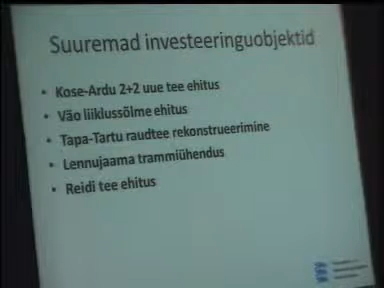 Suuremad investeeringuobjektid
• Kose-Ardu 2+2 uue tee ehitus
• Väo liiklussõlme ehitus
• Tapa-Tartu raudtee rekonstrueerimine
• Lennujaama trammiühendus
• Reidi tee ehitus